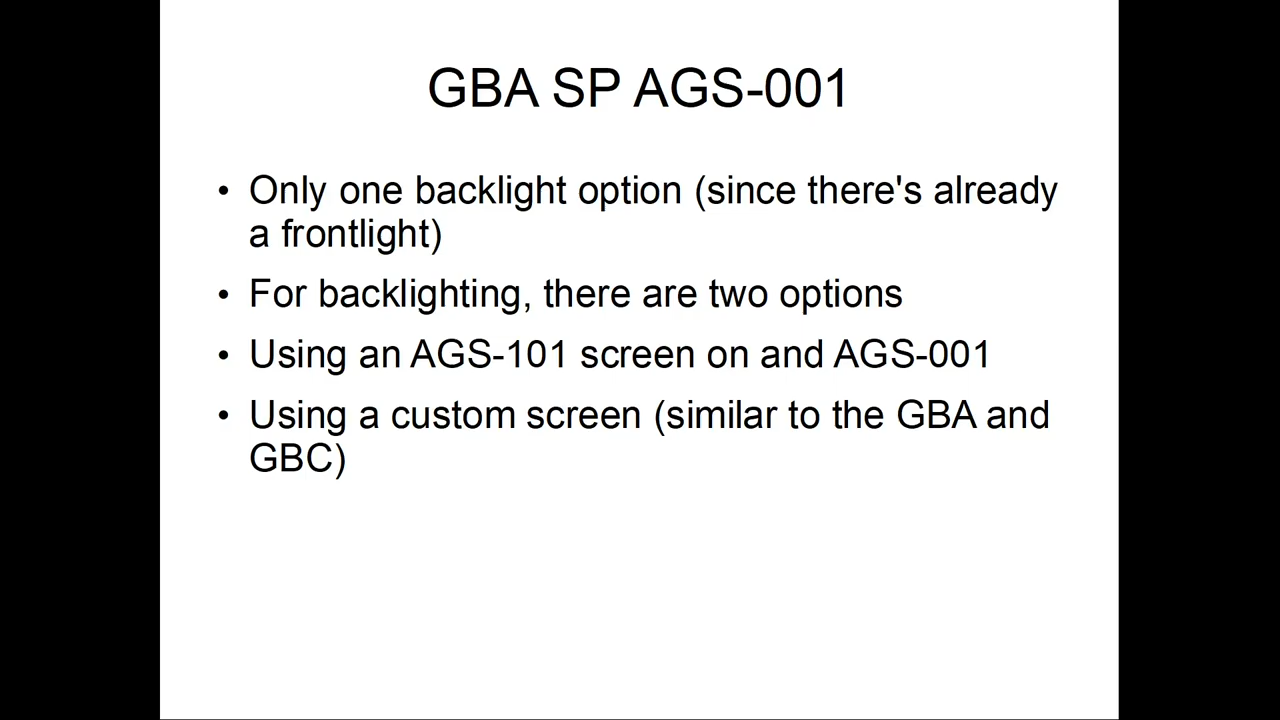 GBA SP AGS-001
• Only one backlight option (since there's already
a frontlight)
• For backlighting, there are two options
• Using an AGS-101 screen on and AGS-001
• Using a custom screen (similar to the GBA and
GBC)